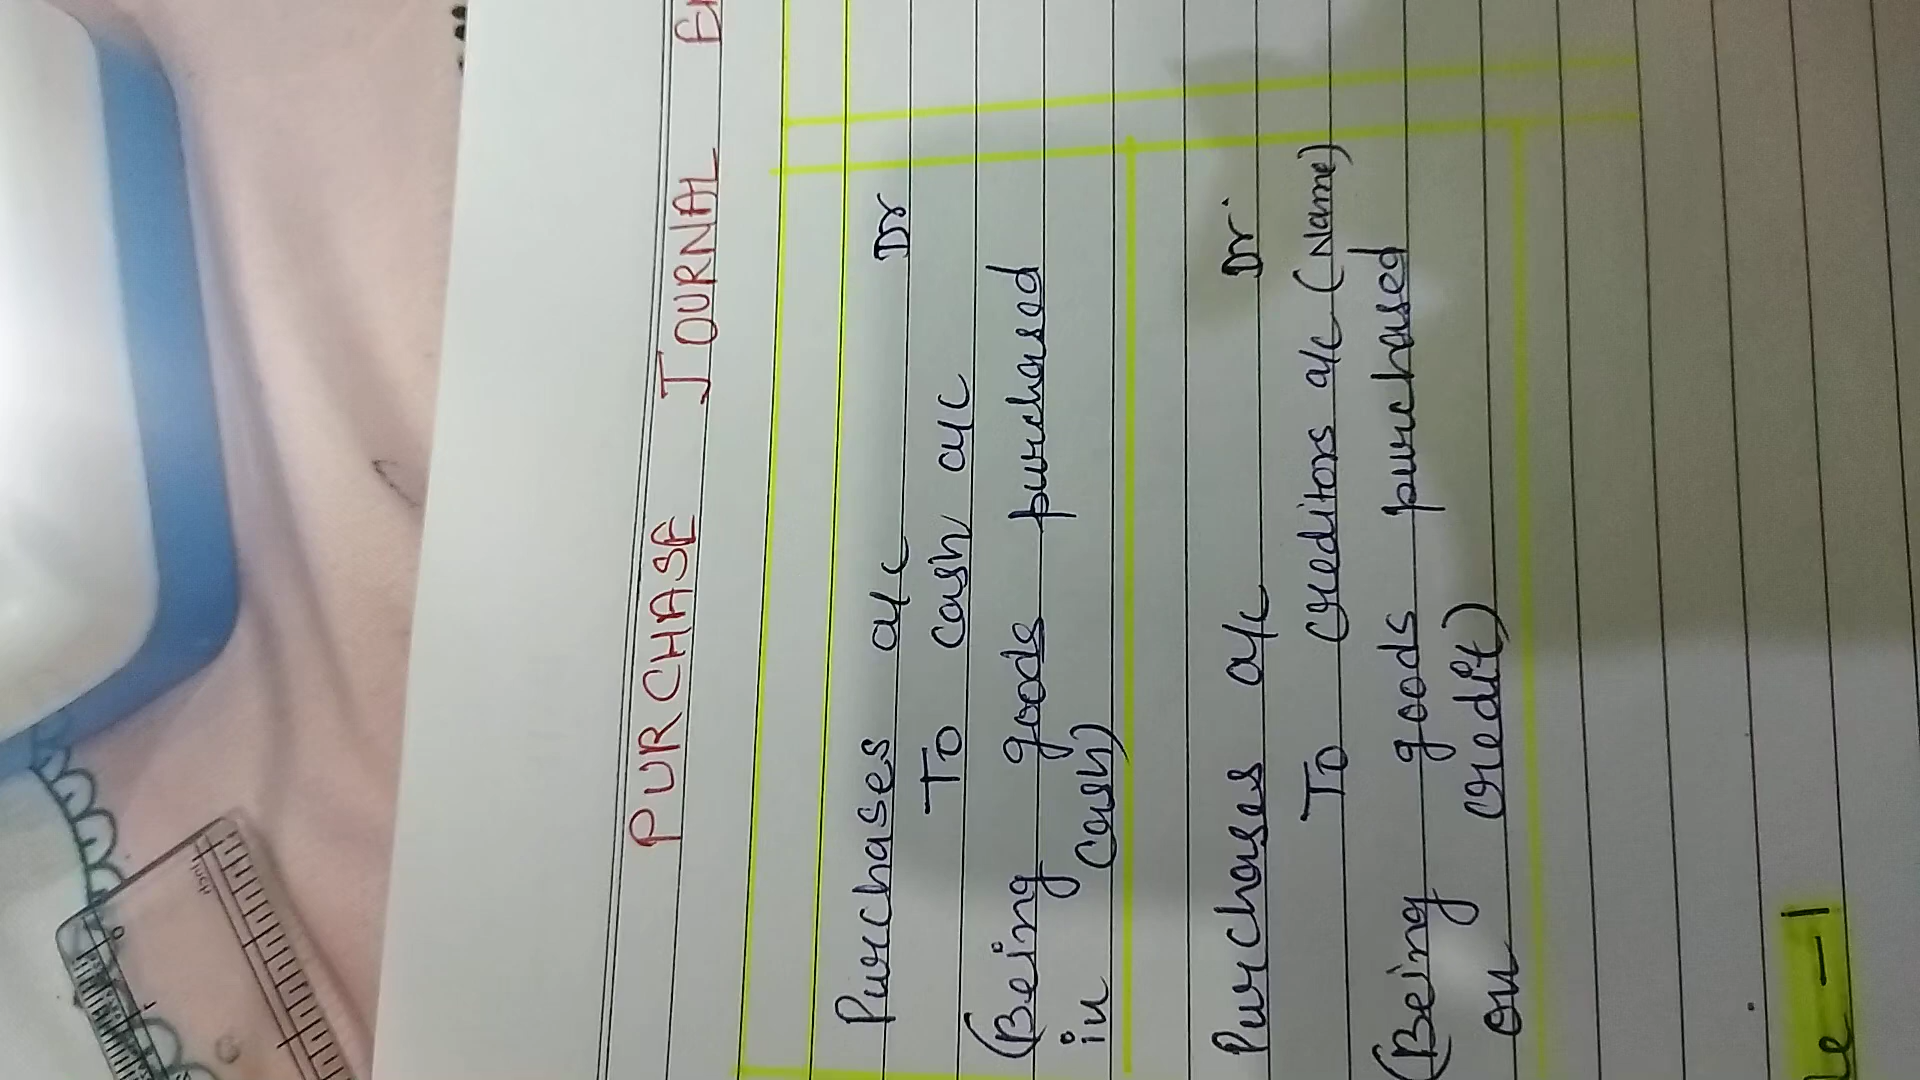 PURCHASE JOURNAL
Purchases a/c Dr
To cash a/c
(Being goods purchased
in cash)
Purchases a/c Dr.
To creditors a/c (Name)
(Being goods purchased
on credit)